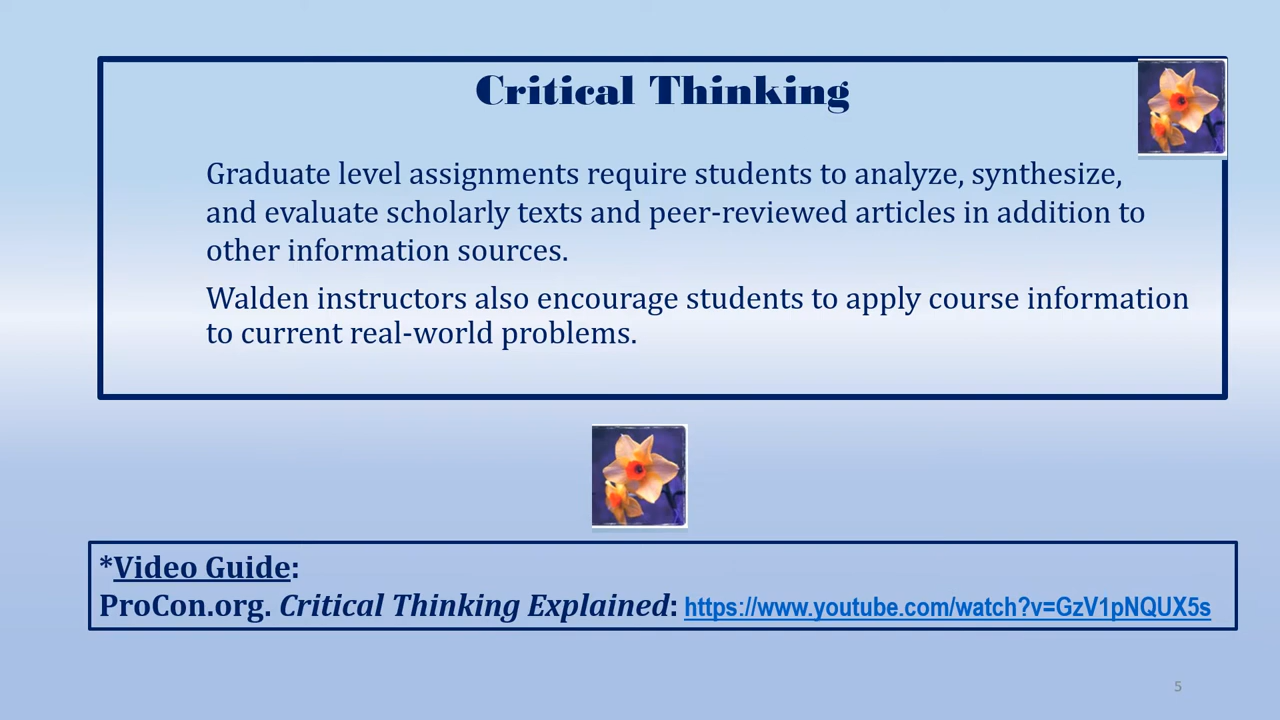 Critical Thinking
Graduate level assignments require students to analyze, synthesize,
and evaluate scholarly texts and peer-reviewed articles in addition to
other information sources.
Walden instructors also encourage students to apply course information
to current real-world problems.
*Video Guide:
ProCon.org. Critical Thinking Explained: https://www.youtube.com/watch?v=GzV1pNQUX5s
5